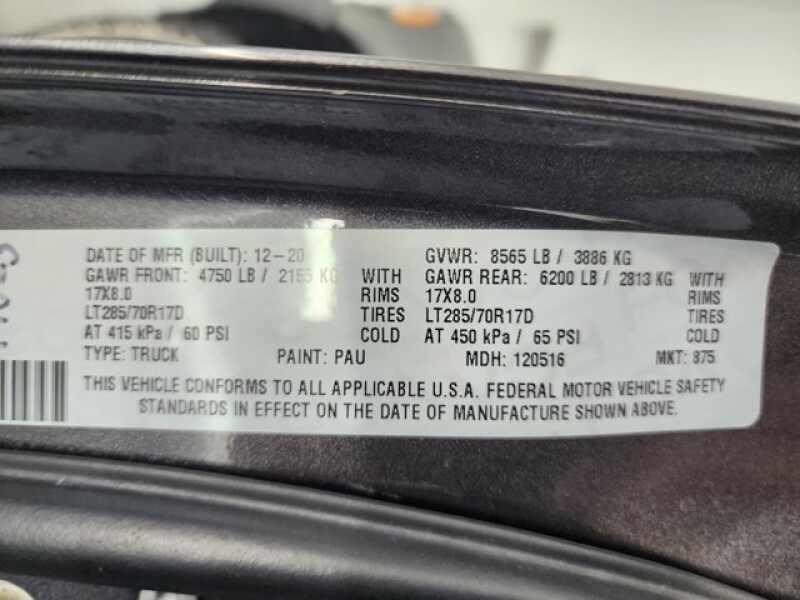 DATE OF MFR (BUILT): 12-20 GVWR: 8565 LB / 3886 KG
GAWR FRONT: 4750 LB / 2155 KG WITH GAWR REAR: 6200 LB / 2813 KG WITH
17X8.0 RIMS 17X8.0 RIMS
LT285/70R17D TIRES LT285/70R17D TIRES
AT 415 kPa / 60 PSI COLD AT 450 kPa / 65 PSI COLD
TYPE: TRUCK PAINT: PAU MDH: 120516 MKT: 875
THIS VEHICLE CONFORMS TO ALL APPLICABLE U.S.A. FEDERAL MOTOR VEHICLE SAFETY
STANDARDS IN EFFECT ON THE DATE OF MANUFACTURE SHOWN ABOVE.